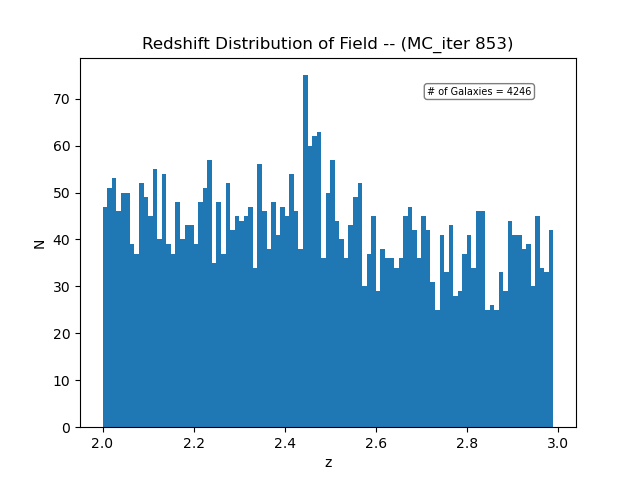 Redshift Distribution of Field -- (MC_iter 853)
# of Galaxies = 4246
70
60
50
40
30
20
10
0
N
2.0 2.2 2.4 2.6 2.8 3.0
z